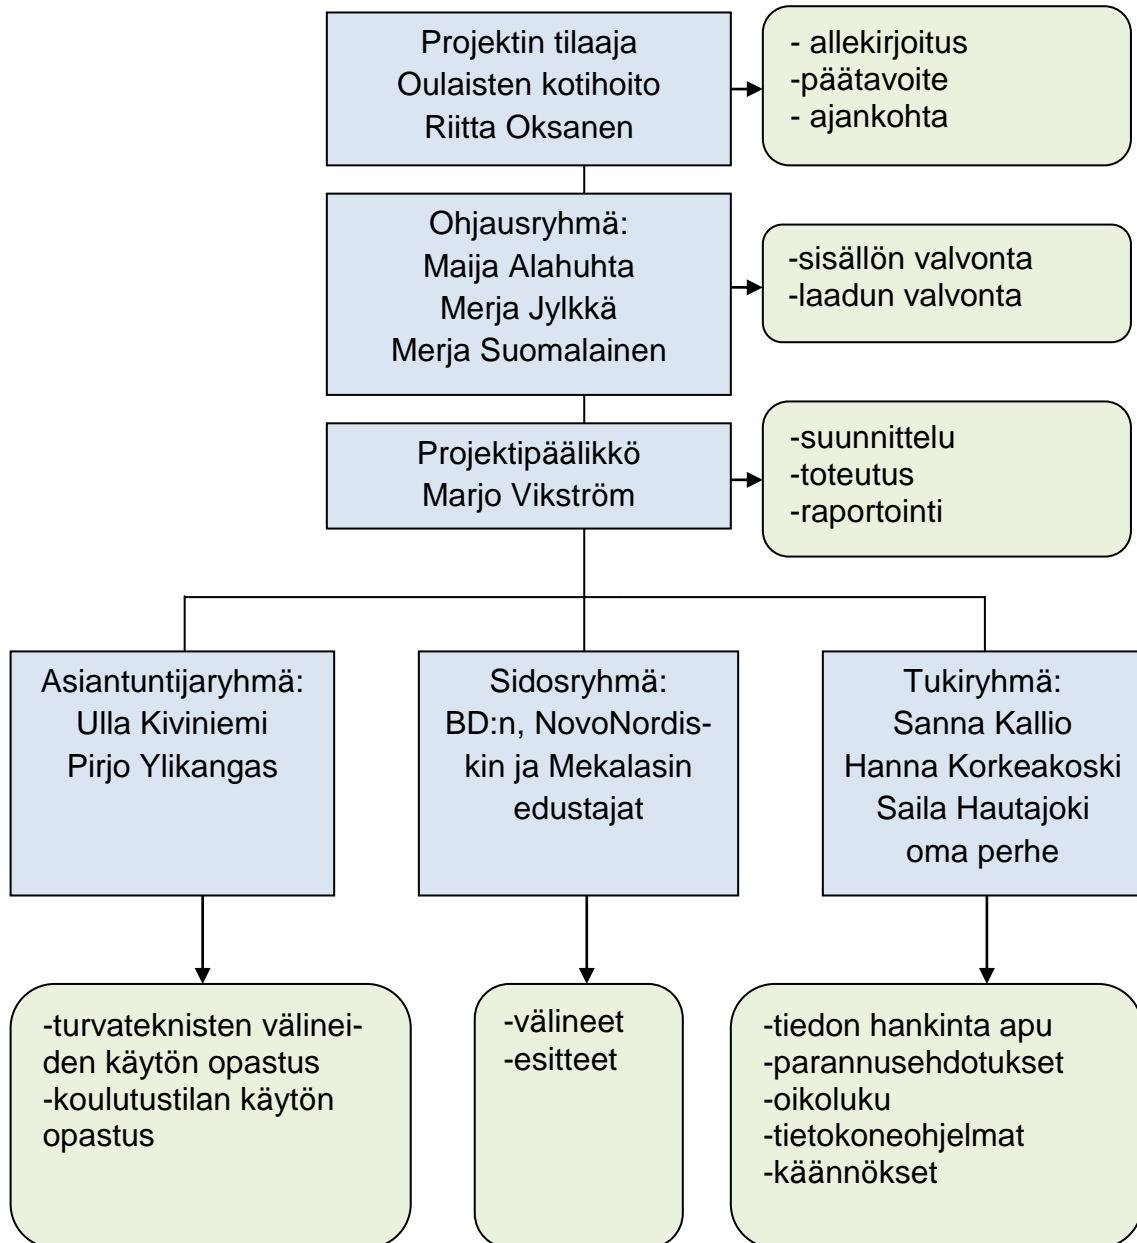 Projektin tilaaja
Oulaisten kotihoito
Riitta Oksanen
- allekirjoitus
-päätavoite
- ajankohta
Ohjausryhmä:
Maija Alahuhta
Merja Jylkkä
Merja Suomalainen
-sisällön valvonta
-laadun valvonta
Projektipäälikkö
Marjo Vikström
-suunnittelu
-toteutus
-raportointi
Asiantuntijaryhmä:
Ulla Kiviniemi
Pirjo Ylikangas
Sidosryhmä:
BD:n, NovoNordis-
kin ja Mekalasin
edustajat
Tukiryhmä:
Sanna Kallio
Hanna Korkeakoski
Saila Hautajoki
oma perhe
-turvateknisten välinei-
den käytön opastus
-koulutustilan käytön
opastus
-välineet
-esitteet
-tiedon hankinta apu
-parannusehdotukset
-oikoluku
-tietokoneohjelmat
-käännökset